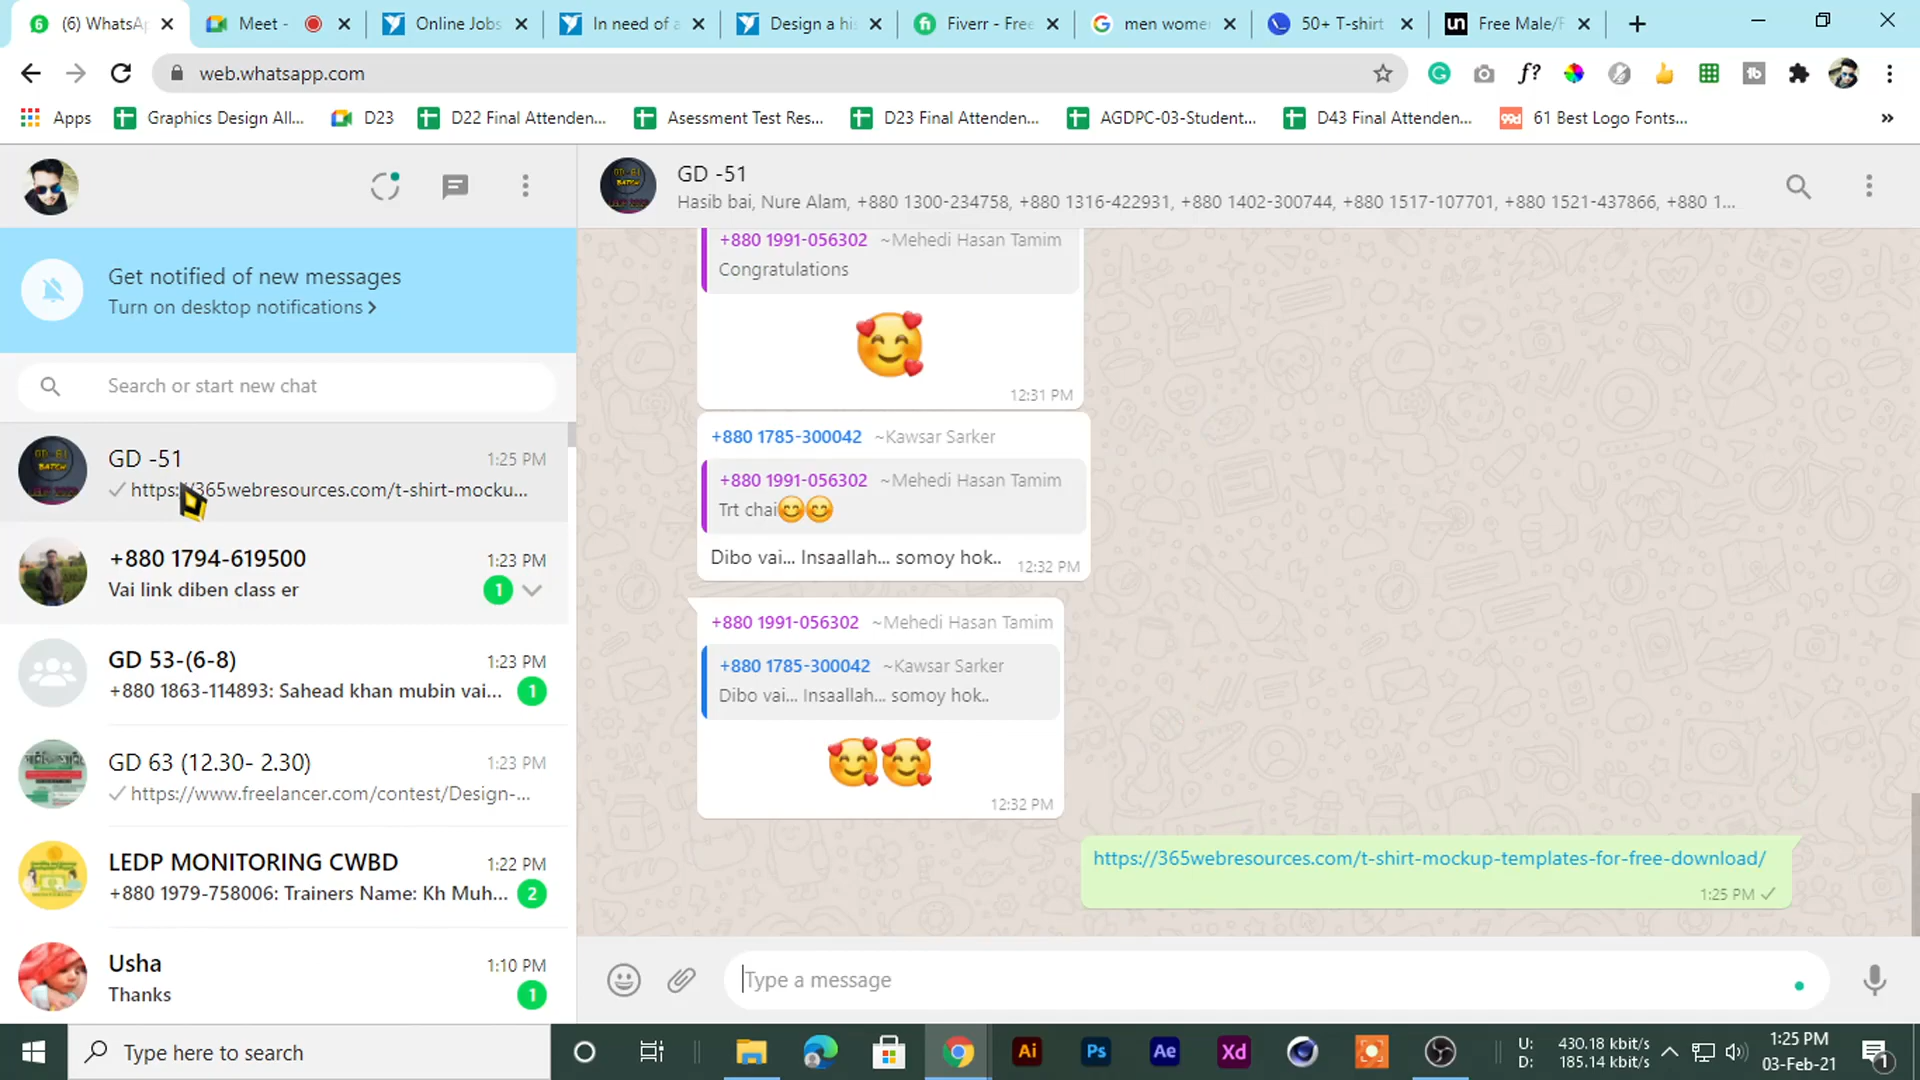 (6) WhatsAp
Meet -
Online Jobs
In need of a
Design a his
Fiverr - Free
men wome
50+ T-shirt
Free Male/F
web.whatsapp.com
Apps
Graphics Design All...
D23
D22 Final Attenden...
Asessment Test Res...
D23 Final Attenden...
AGDPC-03-Student...
D43 Final Attenden...
61 Best Logo Fonts...
Get notified of new messages
Turn on desktop notifications >
Search or start new chat
GD -51
1:25 PM
https://365webresources.com/t-shirt-mocku...
+880 1794-619500
1:23 PM
Vai link diben class er
1
GD 53-(6-8)
1:23 PM
+880 1863-114893: Sahead khan mubin vai...
1
GD 63 (12.30- 2.30)
1:23 PM
https://www.freelancer.com/contest/Design-...
LEDP MONITORING CWBD
1:22 PM
+880 1979-758006: Trainers Name: Kh Muh...
2
Usha
1:10 PM
Thanks
1
GD -51
Hasib bai, Nure Alam, +880 1300-234758, +880 1316-422931, +880 1402-300744, +880 1517-107701, +880 1521-437866, +880 1...
+880 1991-056302 ~Mehedi Hasan Tamim
Congratulations
🥰
12:31 PM
+880 1785-300042 ~Kawsar Sarker
+880 1991-056302 ~Mehedi Hasan Tamim
Trt chai😊😊
Dibo vai... Insaallah... somoy hok..
12:32 PM
+880 1991-056302 ~Mehedi Hasan Tamim
+880 1785-300042 ~Kawsar Sarker
Dibo vai... Insaallah... somoy hok..
🥰🥰
12:32 PM
https://365webresources.com/t-shirt-mockup-templates-for-free-download/
1:25 PM
Type a message
Type here to search
Ai
Ps
Ae
Xd
U: 430.18 kbit/s
D: 185.14 kbit/s
1:25 PM
03-Feb-21
1